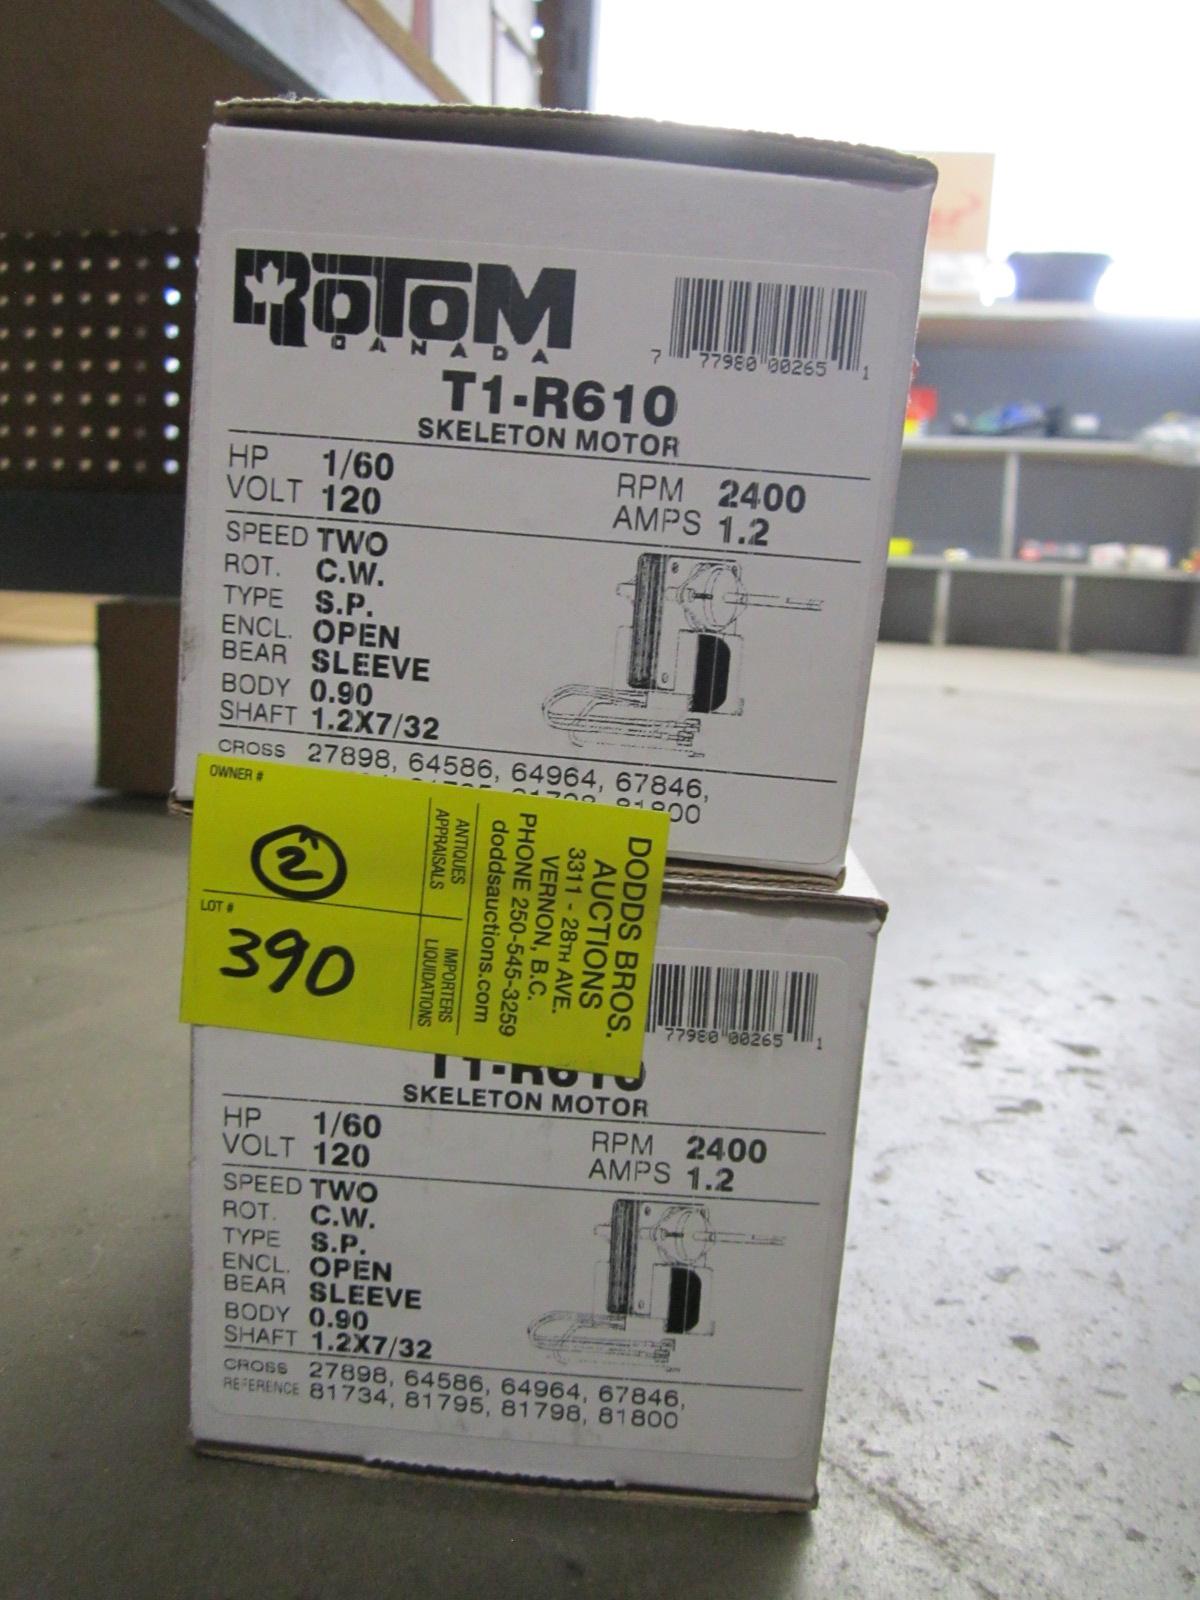 ROTOM
CANADA
7 77980 00265 1
T1-R610
SKELETON MOTOR
HP 1/60
VOLT 120
RPM 2400
AMPS 1.2
SPEED TWO
ROT. C.W.
TYPE S.P.
ENCL. OPEN
BEAR SLEEVE
BODY 0.90
SHAFT 1.2X7/32
CROSS 27898, 64586, 64964, 67846,
81800
OWNER #
2
LOT #
390
ANTIQUES
APPRAISALS
IMPORTERS
LIQUIDATIONS
DODDS BROS.
AUCTIONS
3311 - 28TH AVE.
VERNON, B.C.
PHONE 250-545-3259
doddsauctions.com
77980 00265 1
T1-R610
SKELETON MOTOR
HP 1/60
VOLT 120
RPM 2400
AMPS 1.2
SPEED TWO
ROT. C.W.
TYPE S.P.
ENCL. OPEN
BEAR SLEEVE
BODY 0.90
SHAFT 1.2X7/32
CROSS 27898, 64586, 64964, 67846,
REFERENCE 81734, 81795, 81798, 81800